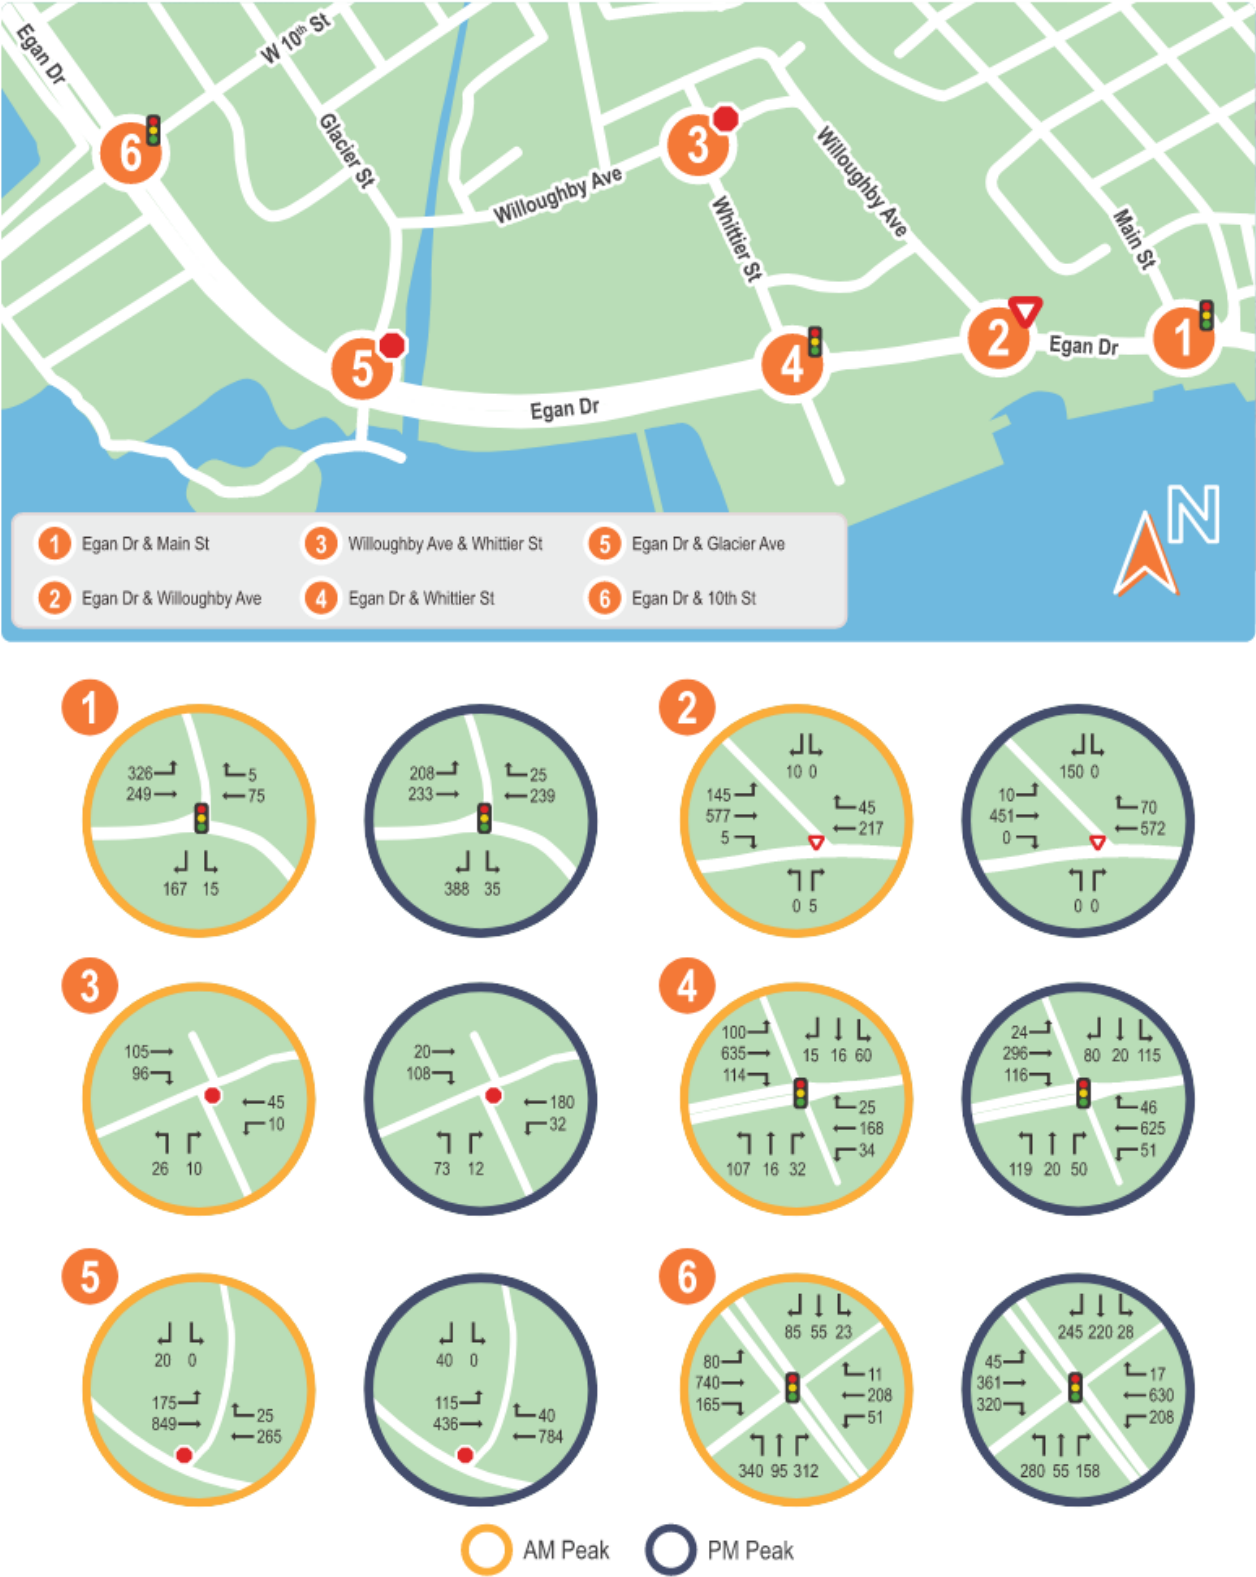 Egan Dr
W 10th St
6
Glacier St
3
Willoughby Ave
Willoughby Ave
Whittier St
Main St
5
4
2
Egan Dr
1
Egan Dr
N
1 Egan Dr & Main St
3 Willoughby Ave & Whittier St
5 Egan Dr & Glacier Ave
2 Egan Dr & Willoughby Ave
4 Egan Dr & Whittier St
6 Egan Dr & 10th St
1
326 5
249 75
167 15
208 25
233 239
388 35
2
10 0
145
577
5
45
217
0 5
150 0
10
451
0
70
572
0 0
3
105
96
45
10
26 10
20
108
180
32
73 12
4
100
635
114
15 16 60
25
168
34
107 16 32
24
296
116
80 20 115
46
625
51
119 20 50
5
20 0
175
849
25
265
40 0
115
436
40
784
6
85 55 23
80
740
165
11
208
51
340 95 312
245 220 28
45
361
320
17
630
208
280 55 158
AM Peak
PM Peak